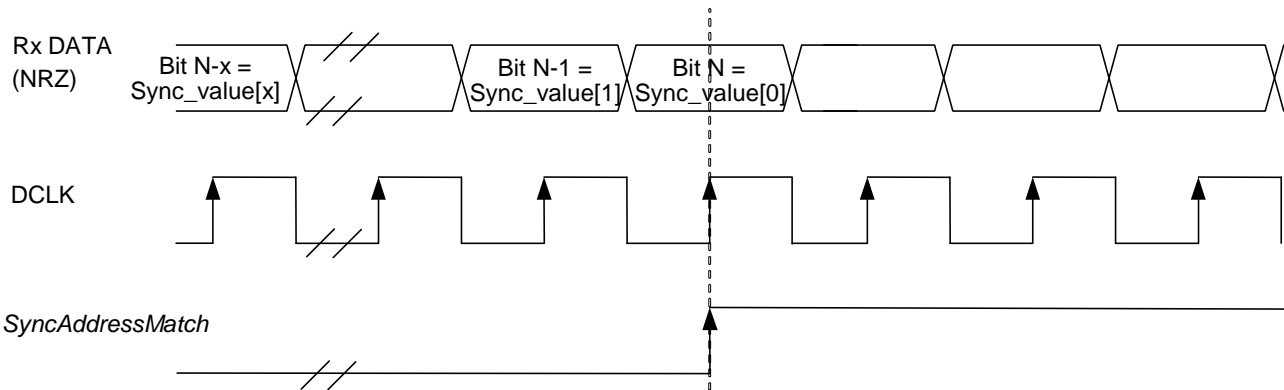 Rx DATA
(NRZ)
Bit N-x =
Sync_value[x]
Bit N-1 =
Sync_value[1]
Bit N =
Sync_value[0]
DCLK
SyncAddressMatch